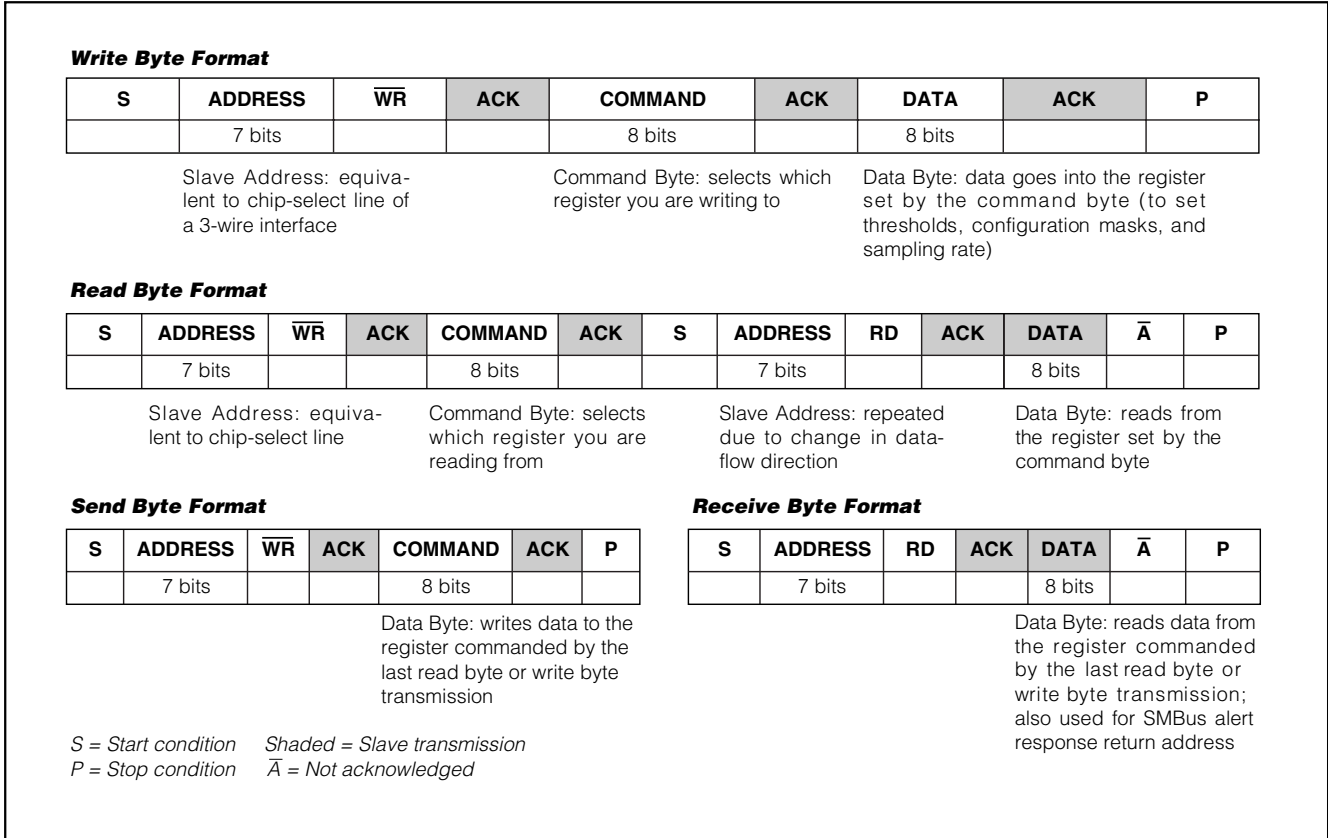 Write Byte Format
S ADDRESS W̅R̅ ACK COMMAND ACK DATA ACK P
7 bits 8 bits 8 bits
Slave Address: equiva-
lent to chip-select line of
a 3-wire interface
Command Byte: selects which
register you are writing to
Data Byte: data goes into the register
set by the command byte (to set
thresholds, configuration masks, and
sampling rate)
Read Byte Format
S ADDRESS W̅R̅ ACK COMMAND ACK S ADDRESS RD ACK DATA A̅ P
7 bits 8 bits 7 bits 8 bits
Slave Address: equiva-
lent to chip-select line
Command Byte: selects
which register you are
reading from
Slave Address: repeated
due to change in data-
flow direction
Data Byte: reads from
the register set by the
command byte
Send Byte Format
S ADDRESS W̅R̅ ACK COMMAND ACK P
7 bits 8 bits
Data Byte: writes data to the
register commanded by the
last read byte or write byte
transmission
Receive Byte Format
S ADDRESS RD ACK DATA A̅ P
7 bits 8 bits
Data Byte: reads data from
the register commanded
by the last read byte or
write byte transmission;
also used for SMBus alert
response return address
S = Start condition Shaded = Slave transmission
P = Stop condition A̅ = Not acknowledged